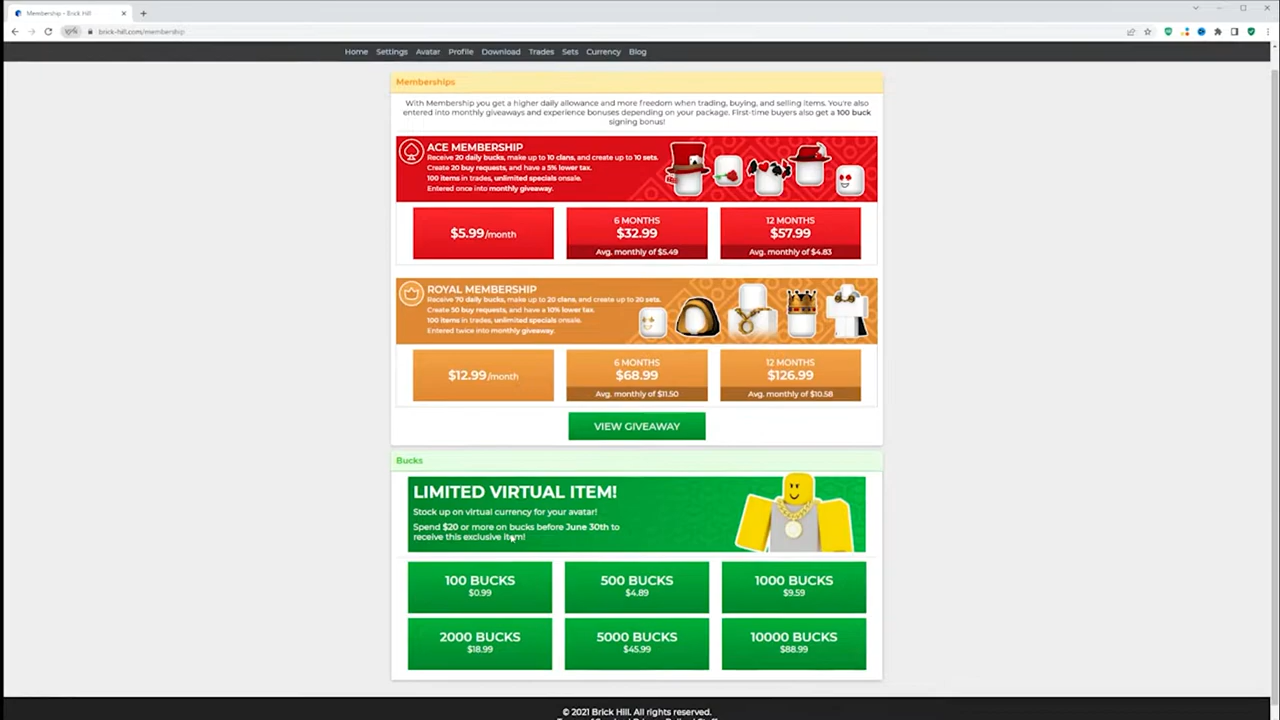 Membership - Brick Hill
brick-hill.com/membership
Home Settings Avatar Profile Download Trades Sets Currency Blog
Memberships
With Membership you get a higher daily allowance and more freedom when trading, buying, and selling items. You're also
entered into monthly giveaways and experience bonuses depending on your package. First-time buyers also get a 100 buck
signing bonus!
ACE MEMBERSHIP
Receive 20 daily bucks, make up to 10 clans, and create up to 10 sets.
Create 20 buy requests, and have a 5% lower tax.
100 items in trades, unlimited specials onsale.
Entered once into monthly giveaway.
$5.99/month
6 MONTHS
$32.99
Avg. monthly of $5.49
12 MONTHS
$57.99
Avg. monthly of $4.83
ROYAL MEMBERSHIP
Receive 70 daily bucks, make up to 20 clans, and create up to 20 sets.
Create 50 buy requests, and have a 10% lower tax.
100 items in trades, unlimited specials onsale.
Entered twice into monthly giveaway.
$12.99/month
6 MONTHS
$68.99
Avg. monthly of $11.50
12 MONTHS
$126.99
Avg. monthly of $10.58
VIEW GIVEAWAY
Bucks
LIMITED VIRTUAL ITEM!
Stock up on virtual currency for your avatar!
Spend $20 or more on bucks before June 30th to
receive this exclusive item!
100 BUCKS
$0.99
500 BUCKS
$4.89
1000 BUCKS
$9.59
2000 BUCKS
$18.99
5000 BUCKS
$45.99
10000 BUCKS
$88.99
© 2021 Brick Hill. All rights reserved.